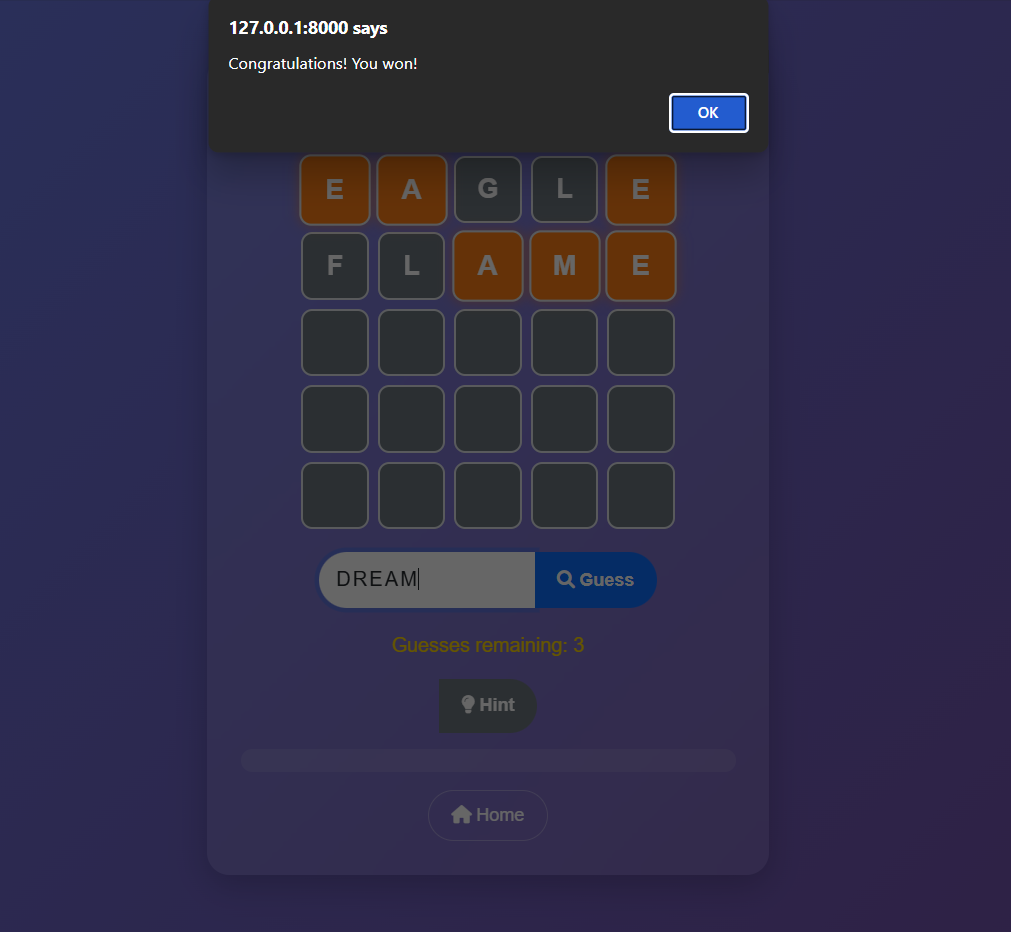 127.0.0.1:8000 says
Congratulations! You won!
OK
E A G L E
F L A M E
DREAM
Guess
Guesses remaining: 3
Hint
Home